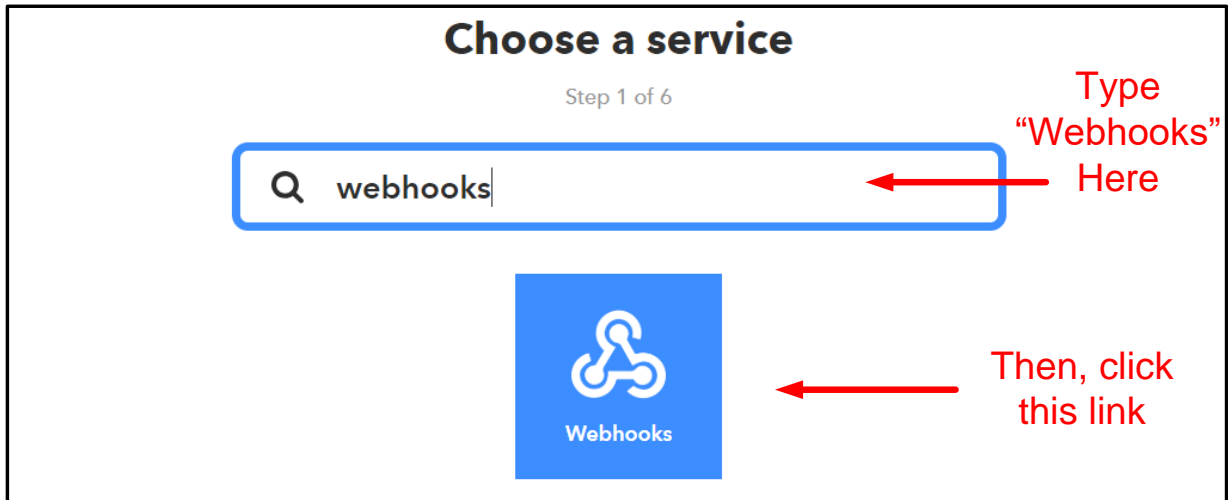 Choose a service
Step 1 of 6
Type
“Webhooks”
Here
webhooks
Then, click
this link
Webhooks